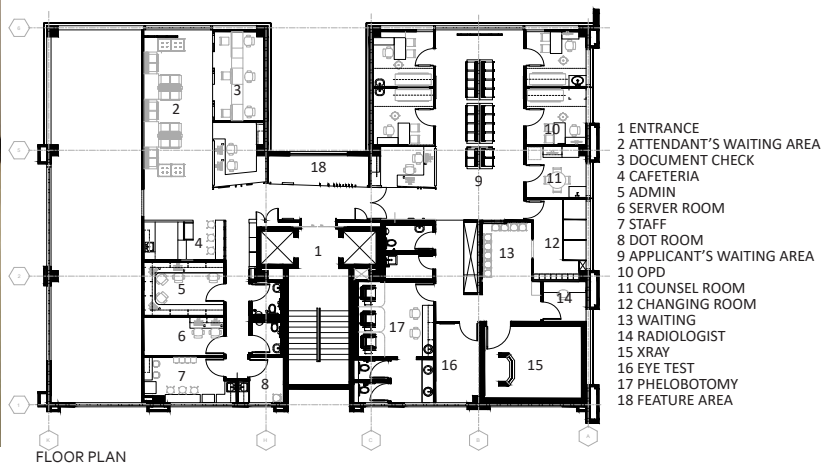 2
3
18
10
11
9
1
4
13
12
5
14
17
6
16
15
7
8
1 ENTRANCE
2 ATTENDANT'S WAITING AREA
3 DOCUMENT CHECK
4 CAFETERIA
5 ADMIN
6 SERVER ROOM
7 STAFF
8 DOT ROOM
9 APPLICANT'S WAITING AREA
10 OPD
11 COUNSEL ROOM
12 CHANGING ROOM
13 WAITING
14 RADIOLOGIST
15 XRAY
16 EYE TEST
17 PHELOBOTOMY
18 FEATURE AREA
FLOOR PLAN